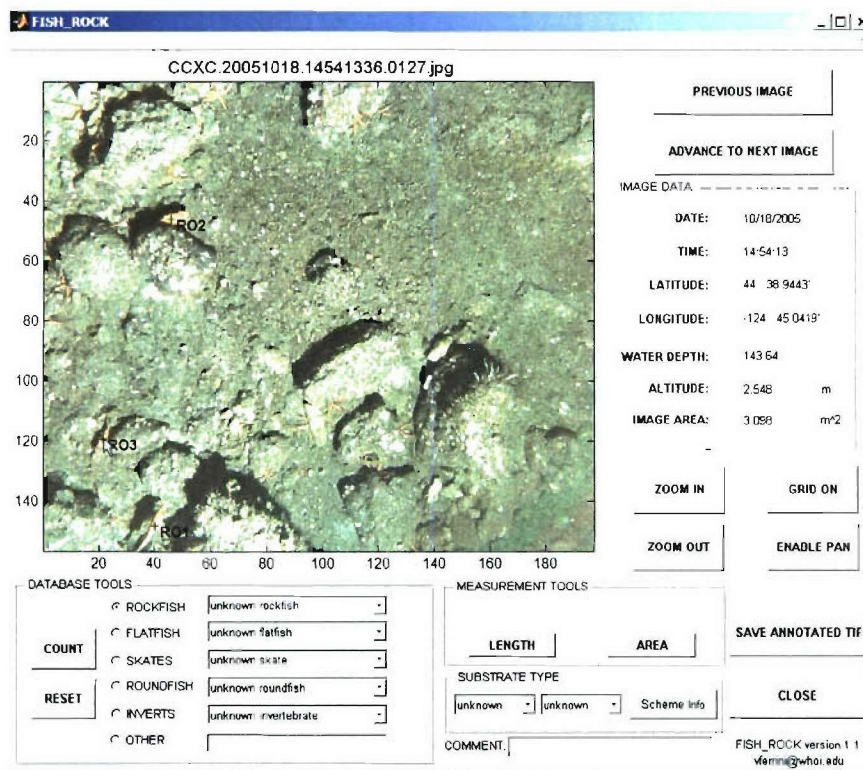 FISH_ROCK
CCXC.20051018.14541336.0127.jpg
PREVIOUS IMAGE
ADVANCE TO NEXT IMAGE
IMAGE DATA
DATE: 10/18/2005
TIME: 14:54:13
LATITUDE: 44 38.9443'
LONGITUDE: -124 45.0419'
WATER DEPTH: 143.64
ALTITUDE: 2.548 m
IMAGE AREA: 3.098 m^2
20
40
60
80
100
120
140
RO2
RO3
RO1
20 40 60 80 100 120 140 160 180
ZOOM IN GRID ON
ZOOM OUT ENABLE PAN
DATABASE TOOLS
COUNT
RESET
ROCKFISH unknown rockfish
FLATFISH unknown flatfish
SKATES unknown skate
ROUNDFISH unknown roundfish
INVERTS unknown invertebrate
OTHER
MEASUREMENT TOOLS
LENGTH AREA
SUBSTRATE TYPE
unknown unknown Scheme Info
COMMENT:
SAVE ANNOTATED TIF
CLOSE
FISH_ROCK version 1.1
@whoi.edu